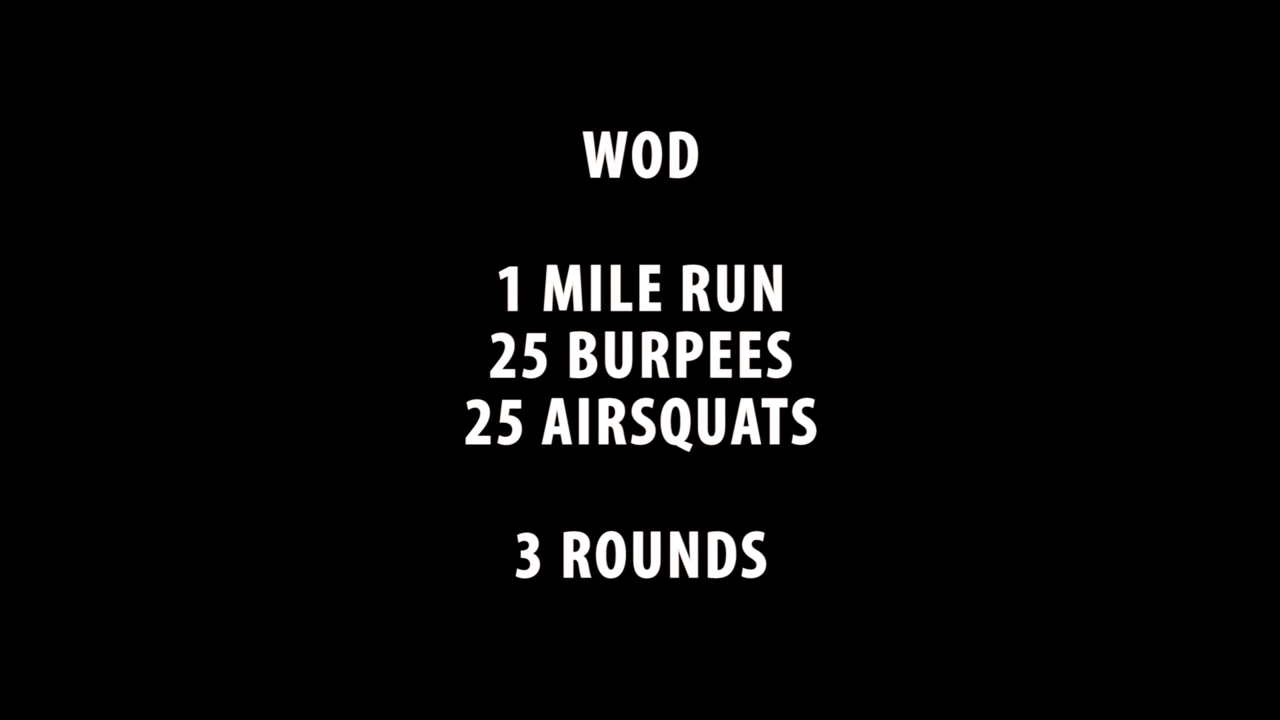 WOD
1 MILE RUN
25 BURPEES
25 AIRSQUATS
3 ROUNDS